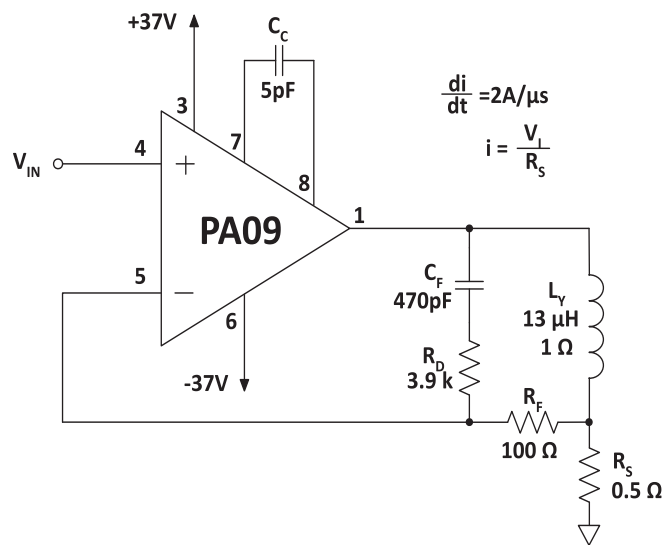 +37V
C_C
5pF
3
7
8
di/dt =2A/µs
i = V_I/R_S
V_IN
4
+
PA09
1
5
−
6
-37V
C_F
470pF
R_D
3.9 k
L_Y
13 µH
1 Ω
R_F
100 Ω
R_S
0.5 Ω